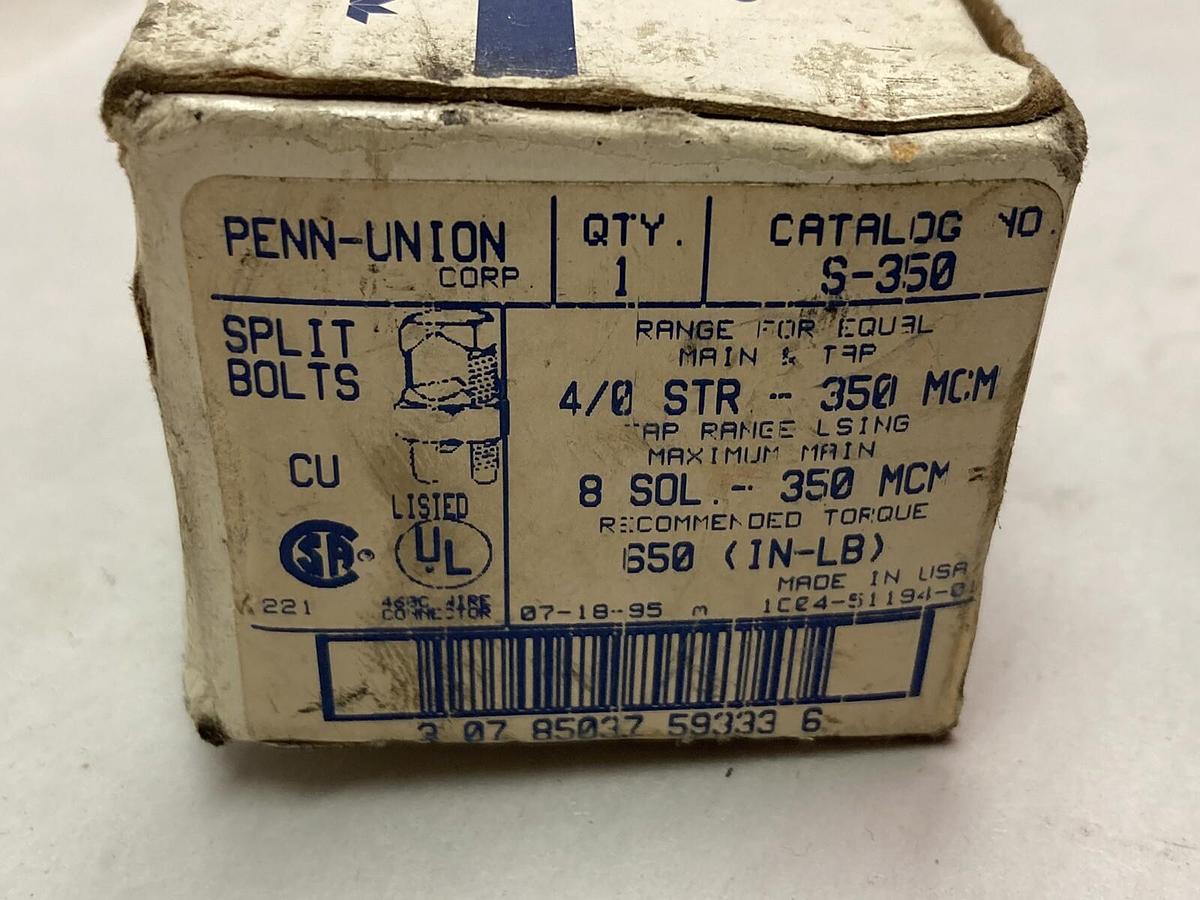 PENN-UNION
CORP
QTY.
1
CATALOG NO.
S-350
SPLIT
BOLTS
CU
RANGE FOR EQUAL
MAIN & TAP
4/0 STR - 350 MCM
TAP RANGE USING
MAXIMUM MAIN
8 SOL. - 350 MCM
RECOMMENDED TORQUE
650 (IN-LB)
MADE IN USA
LISTED
SA
UL
221
WIRE
CONNECTOR
07-18-95 m
3 07 85037 59333 6